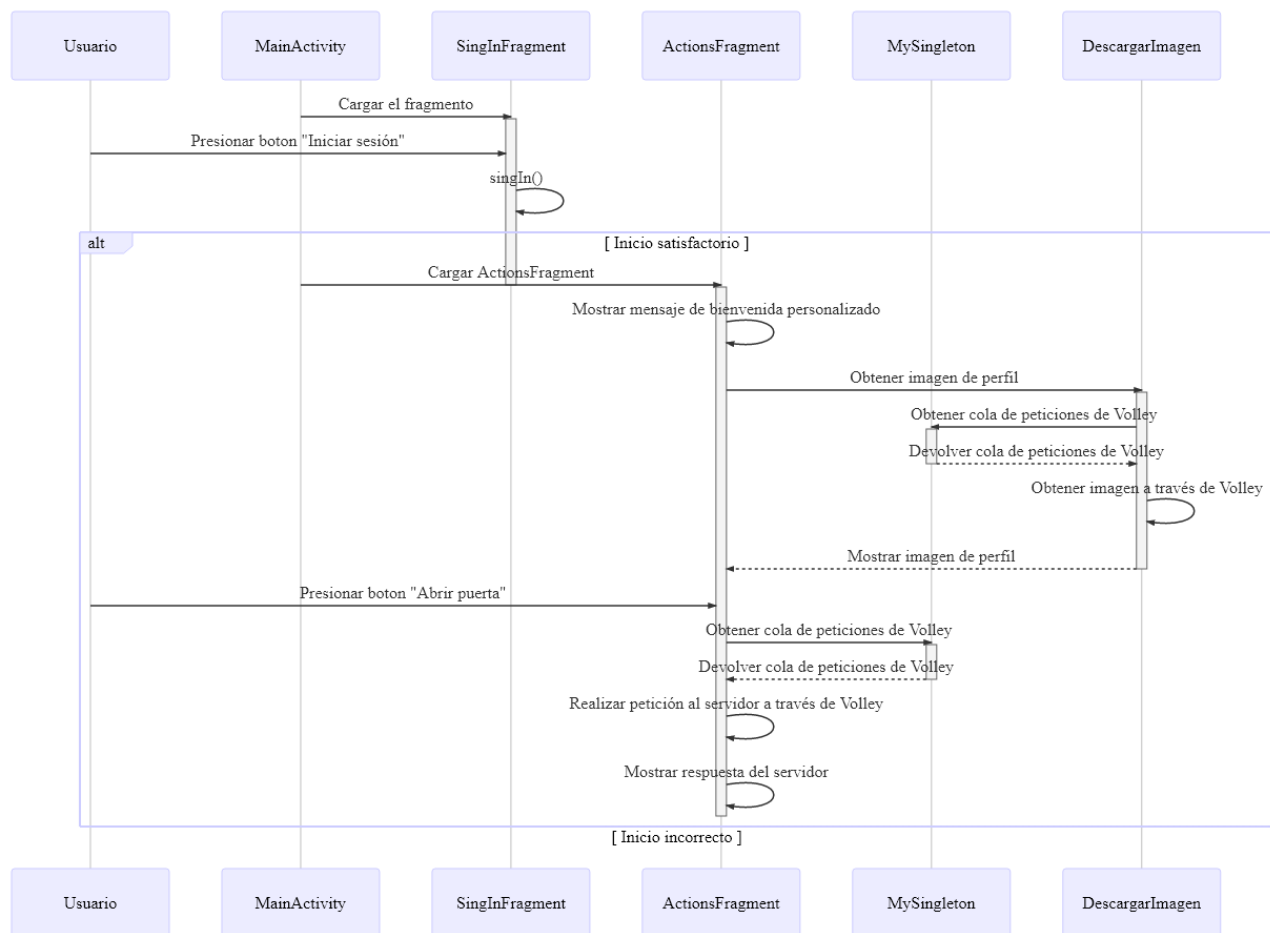 Usuario
MainActivity
SingInFragment
ActionsFragment
MySingleton
DescargarImagen
Cargar el fragmento
Presionar boton "Iniciar sesión"
singIn()
alt
[ Inicio satisfactorio ]
Cargar ActionsFragment
Mostrar mensaje de bienvenida personalizado
Obtener imagen de perfil
Obtener cola de peticiones de Volley
Devolver cola de peticiones de Volley
Obtener imagen a través de Volley
Mostrar imagen de perfil
Presionar boton "Abrir puerta"
Obtener cola de peticiones de Volley
Devolver cola de peticiones de Volley
Realizar petición al servidor a través de Volley
Mostrar respuesta del servidor
[ Inicio incorrecto ]
Usuario
MainActivity
SingInFragment
ActionsFragment
MySingleton
DescargarImagen